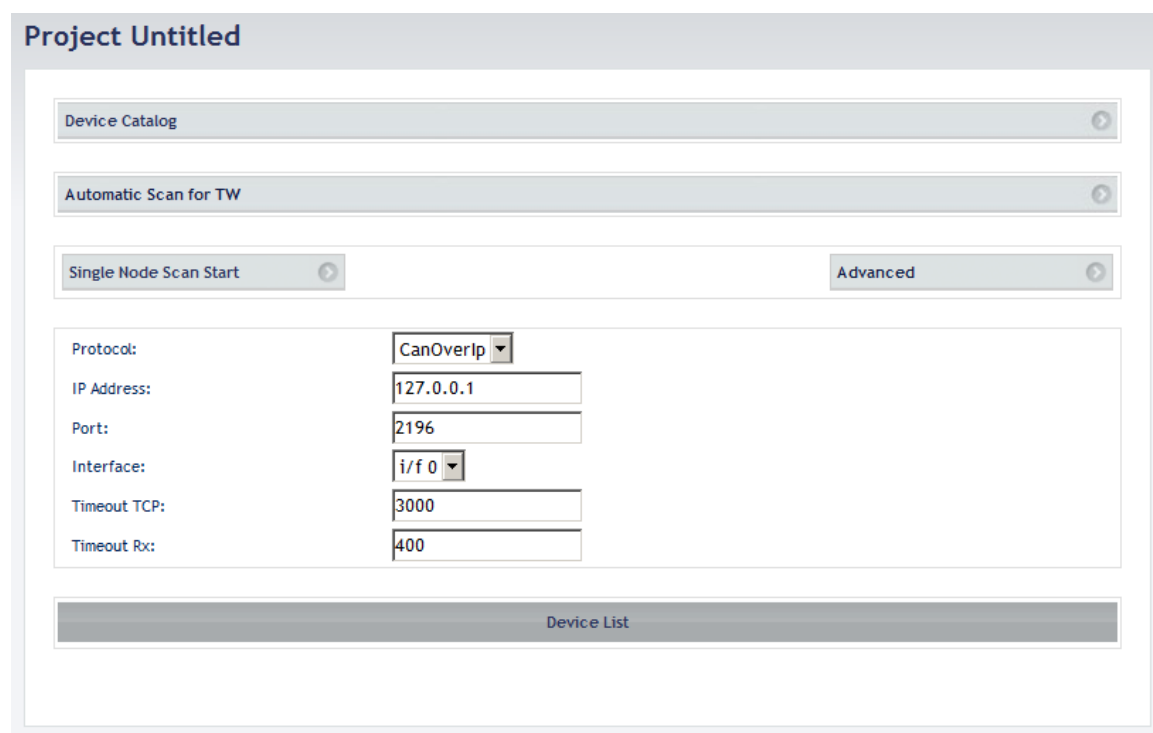 Project Untitled
Device Catalog
Automatic Scan for TW
Single Node Scan Start Advanced
Protocol: CanOverIp
IP Address: 127.0.0.1
Port: 2196
Interface: i/f 0
Timeout TCP: 3000
Timeout Rx: 400
Device List